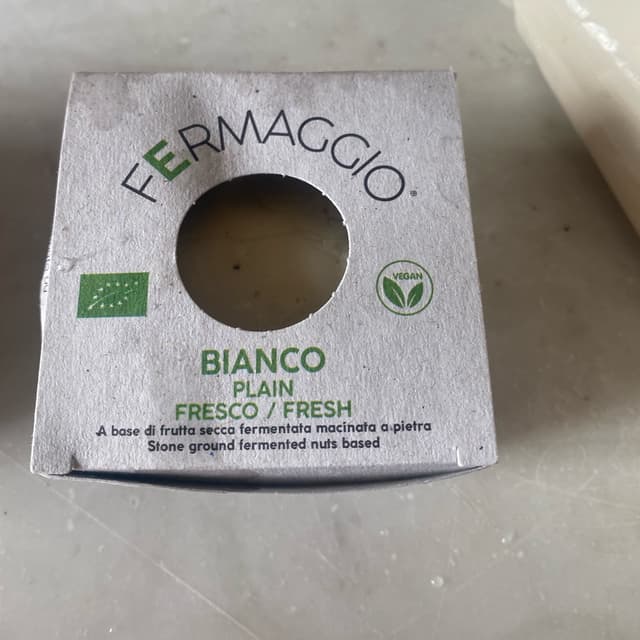 FERMAGGIO
VEGAN
BIANCO
PLAIN
FRESCO / FRESH
A base di frutta secca fermentata macinata a pietra
Stone ground fermented nuts based